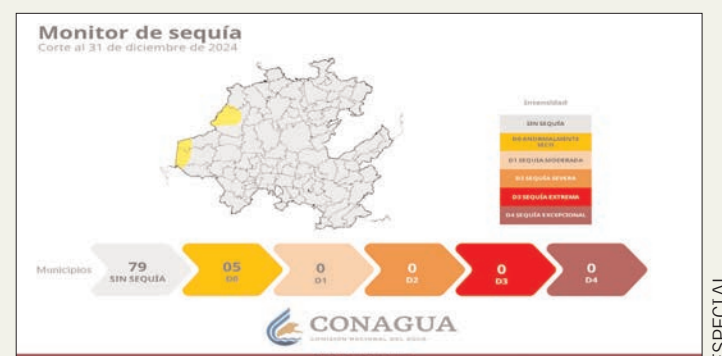 Monitor de sequía
Corte al 31 de diciembre de 2024
Intensidad
SIN SEQUÍA
D0 ANORMALMENTE
SECO
D1 SEQUÍA MODERADA
D2 SEQUÍA SEVERA
D3 SEQUÍA EXTREMA
D4 SEQUÍA EXCEPCIONAL
Municipios
79
SIN SEQUÍA
05
D0
0
D1
0
D2
0
D3
0
D4
CONAGUA
COMISIÓN NACIONAL DEL AGUA
ESPECIAL